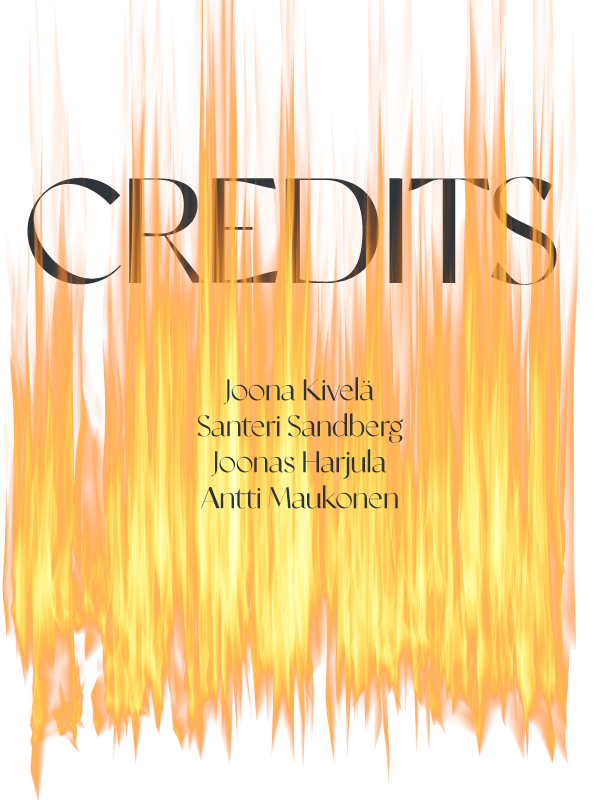 CREDITS
Joona Kivelä
Santeri Sandberg
Joonas Harjula
Antti Maukonen